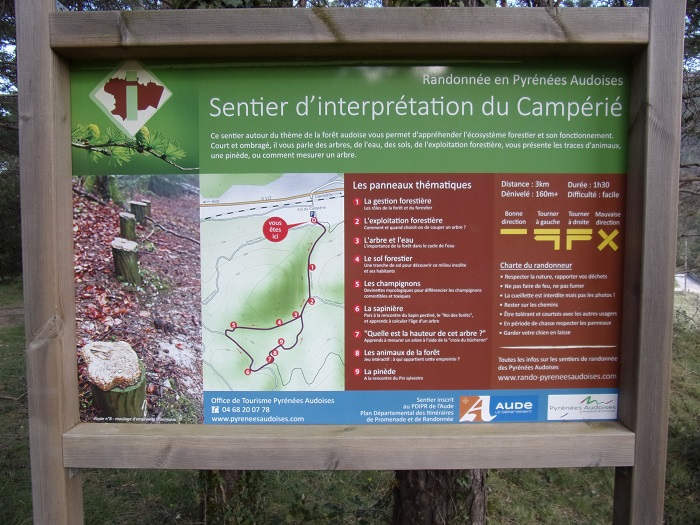 Randonnée en Pyrénées Audoises
Sentier d'interprétation du Campérié
Ce sentier autour du thème de la forêt audoise vous permet d'appréhender l'écosystème forestier et son fonctionnement.
Court et ombragé, il vous parle des arbres, de l'eau, des sols, de l'exploitation forestière, vous présente les traces d'animaux,
une pinède, ou comment mesurer un arbre.
vous
êtes
ici
Les panneaux thématiques
1 La gestion forestière
Les rôles de la forêt et du forestier
2 L'exploitation forestière
Comment et quand choisit-on de couper un arbre ?
3 L'arbre et l'eau
L'importance de la forêt dans le cycle de l'eau
4 Le sol forestier
Une tranche de sol pour découvrir ce milieu insolite
et ses habitants
5 Les champignons
Devinettes mycologiques pour différencier les champignons
comestibles et toxiques
6 La sapinière
Pars à la rencontre du Sapin pectiné, le "Roi des forêts",
et apprends à calculer l'âge d'un arbre
7 "Quelle est la hauteur de cet arbre ?"
Apprends à mesurer un arbre à l'aide de la "croix du bûcheron"
8 Les animaux de la forêt
Jeu interactif : à qui appartient cette empreinte ?
9 La pinède
A la rencontre du Pin sylvestre
Distance : 3km Durée : 1h30
Dénivelé : 160m+ Difficulté : facile
Bonne direction
Tourner à gauche
Tourner à droite
Mauvaise direction
Charte du randonneur
• Respecter la nature, rapporter vos déchets
• Ne pas faire de feu, ne pas fumer
• La cueillette est interdite mais pas les photos !
• Rester sur les chemins
• Être tolérant et courtois avec les autres usagers
• En période de chasse respecter les panneaux
• Garder votre chien en laisse
Toutes les infos sur les sentiers de randonnée
des Pyrénées Audoises
www.rando-pyreneesaudoises.com
Office de Tourisme Pyrénées Audoises
04 68 20 07 78
www.pyreneesaudoises.com
Sentier inscrit
au PDIPR de l'Aude
Plan Départemental des Itinéraires
de Promenade et de Randonnée
AUDE
LE DÉPARTEMENT
Pyrénées Audoises